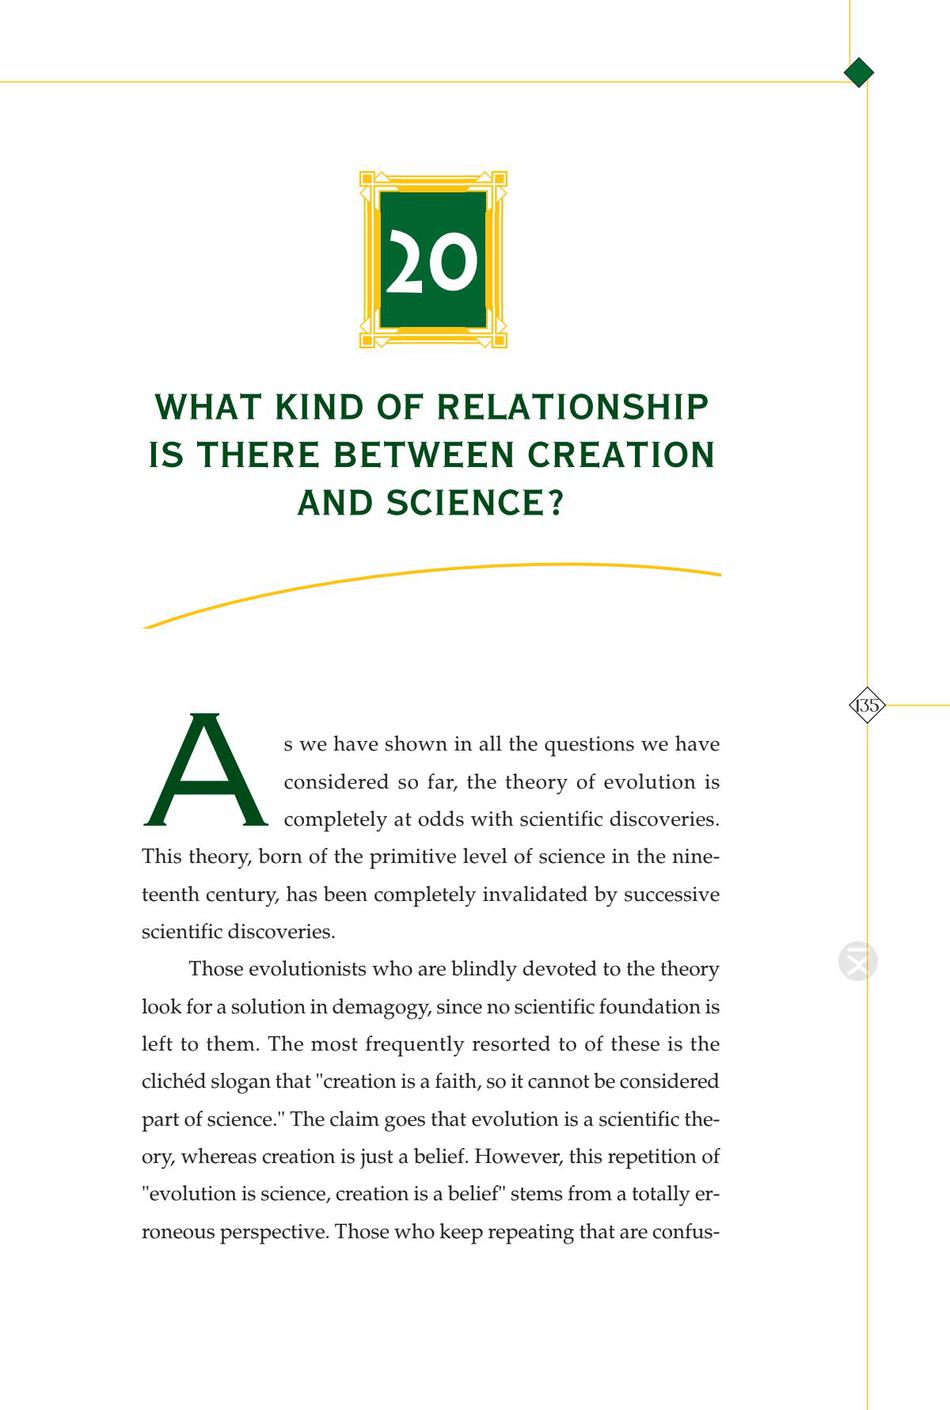 20
WHAT KIND OF RELATIONSHIP
IS THERE BETWEEN CREATION
AND SCIENCE?
As we have shown in all the questions we have
considered so far, the theory of evolution is
completely at odds with scientific discoveries.
This theory, born of the primitive level of science in the nine-
teenth century, has been completely invalidated by successive
scientific discoveries.
Those evolutionists who are blindly devoted to the theory
look for a solution in demagogy, since no scientific foundation is
left to them. The most frequently resorted to of these is the
clichéd slogan that "creation is a faith, so it cannot be considered
part of science." The claim goes that evolution is a scientific the-
ory, whereas creation is just a belief. However, this repetition of
"evolution is science, creation is a belief" stems from a totally er-
roneous perspective. Those who keep repeating that are confus-
135